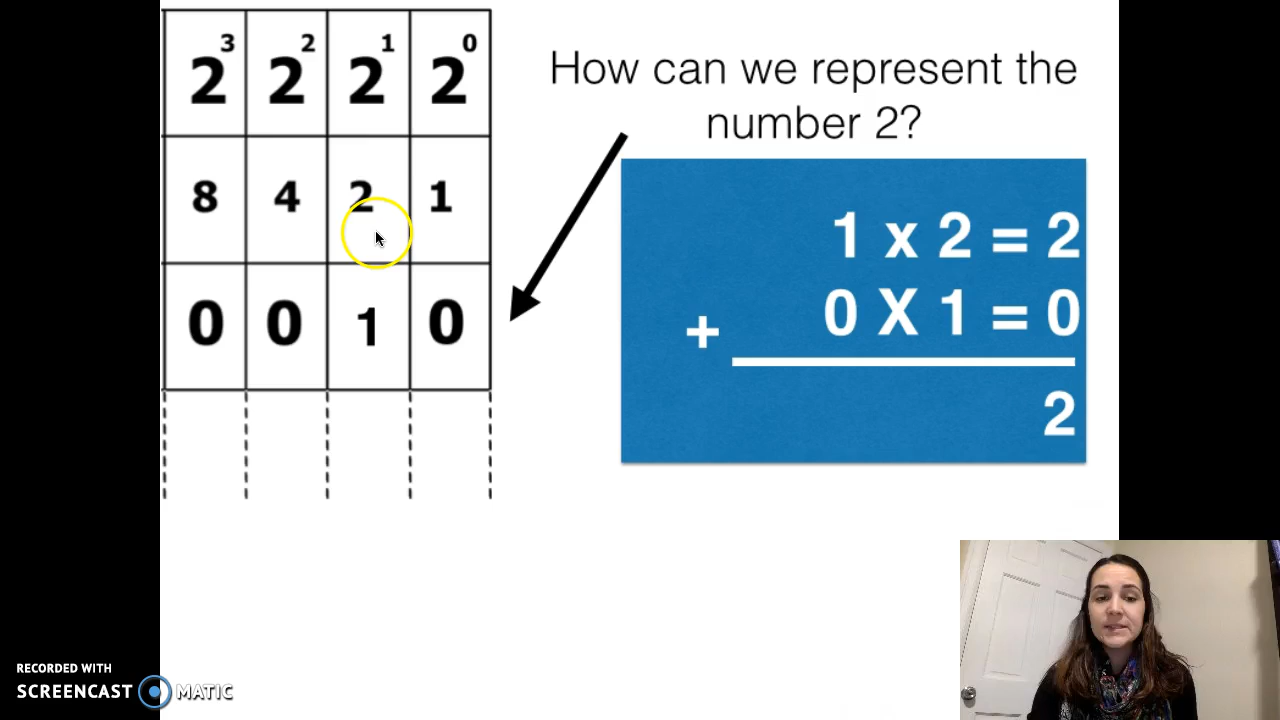 2³ 2² 2¹ 2⁰
8 4 2 1
0 0 1 0
How can we represent the
number 2?
1 x 2 = 2
0 X 1 = 0
+
2
RECORDED WITH
SCREENCAST MATIC